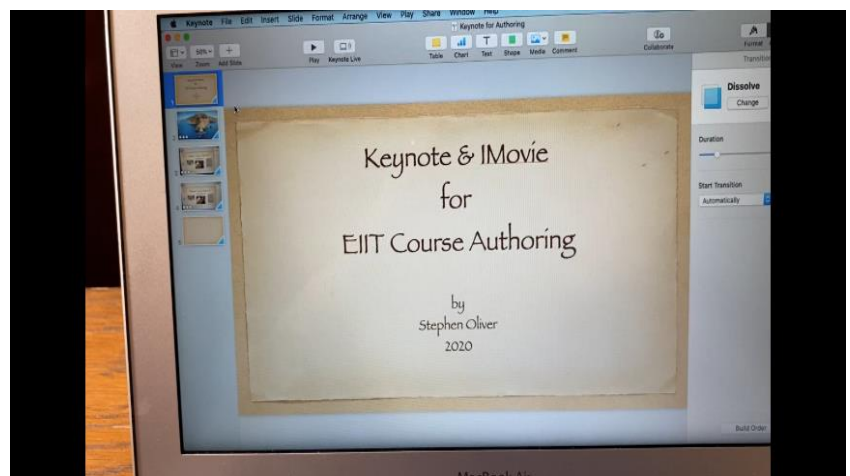 Keynote File Edit Insert Slide Format Arrange View Play Share Window Help
Keynote for Authoring
50%
View Zoom Add Slide Play Keynote Live Table Chart Text Shape Media Comment Collaborate Format
Transition
Dissolve
Change
Duration
Start Transition
Automatically
Keynote & IMovie
for
EIIT Course Authoring
by
Stephen Oliver
2020
Build Order
MacBook Air